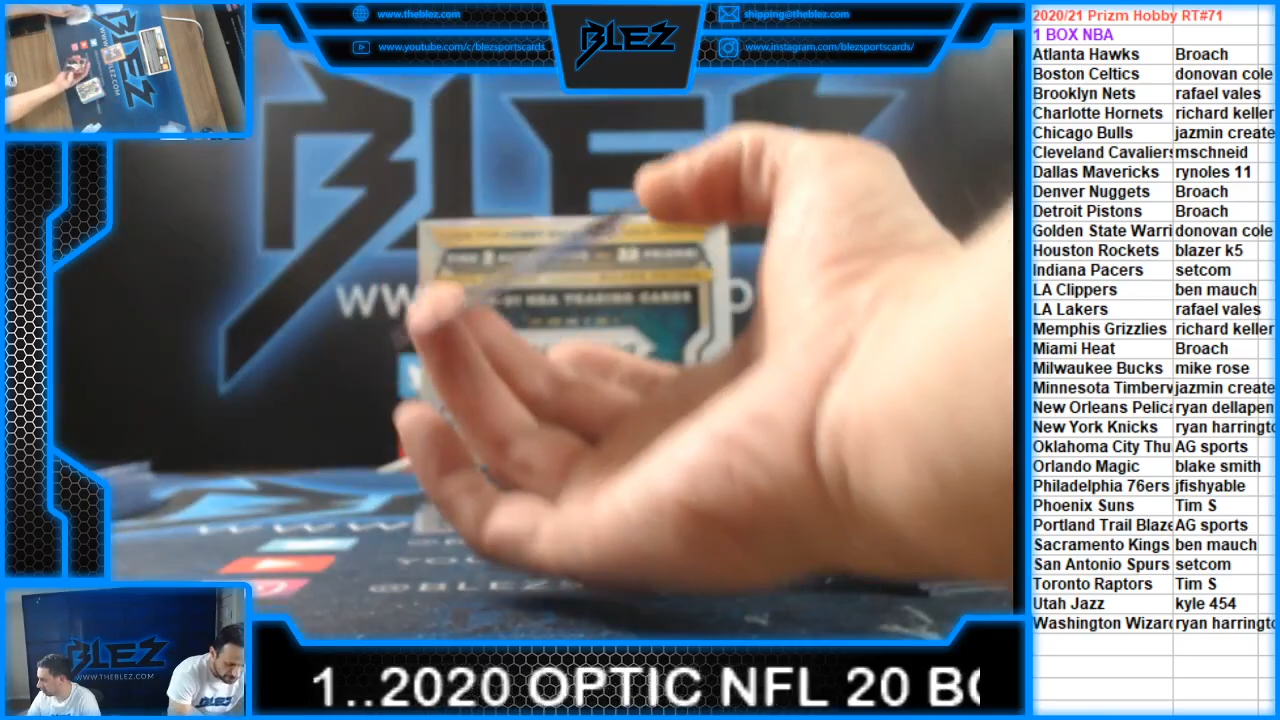 www.theblez.com
shipping@theblez.com
www.youtube.com/c/blezsportscards
www.instagram.com/blezsportscards/
BLEZ
BLE
NBA TRADING CARDS
BLEZ
WWW.THEBLEZ.COM
1..2020 OPTIC NFL 20 BO
2020/21 Prizm Hobby RT#71
1 BOX NBA
Atlanta Hawks Broach
Boston Celtics donovan cole
Brooklyn Nets rafael vales
Charlotte Hornets richard keller
Chicago Bulls jazmin create
Cleveland Cavaliers mschneid
Dallas Mavericks rynoles 11
Denver Nuggets Broach
Detroit Pistons Broach
Golden State Warri donovan cole
Houston Rockets blazer k5
Indiana Pacers setcom
LA Clippers ben mauch
LA Lakers rafael vales
Memphis Grizzlies richard keller
Miami Heat Broach
Milwaukee Bucks mike rose
Minnesota Timberv jazmin create
New Orleans Pelica ryan dellapen
New York Knicks ryan harringto
Oklahoma City Thu AG sports
Orlando Magic blake smith
Philadelphia 76ers jfishyable
Phoenix Suns Tim S
Portland Trail Blaze AG sports
Sacramento Kings ben mauch
San Antonio Spurs setcom
Toronto Raptors Tim S
Utah Jazz kyle 454
Washington Wizard ryan harringto